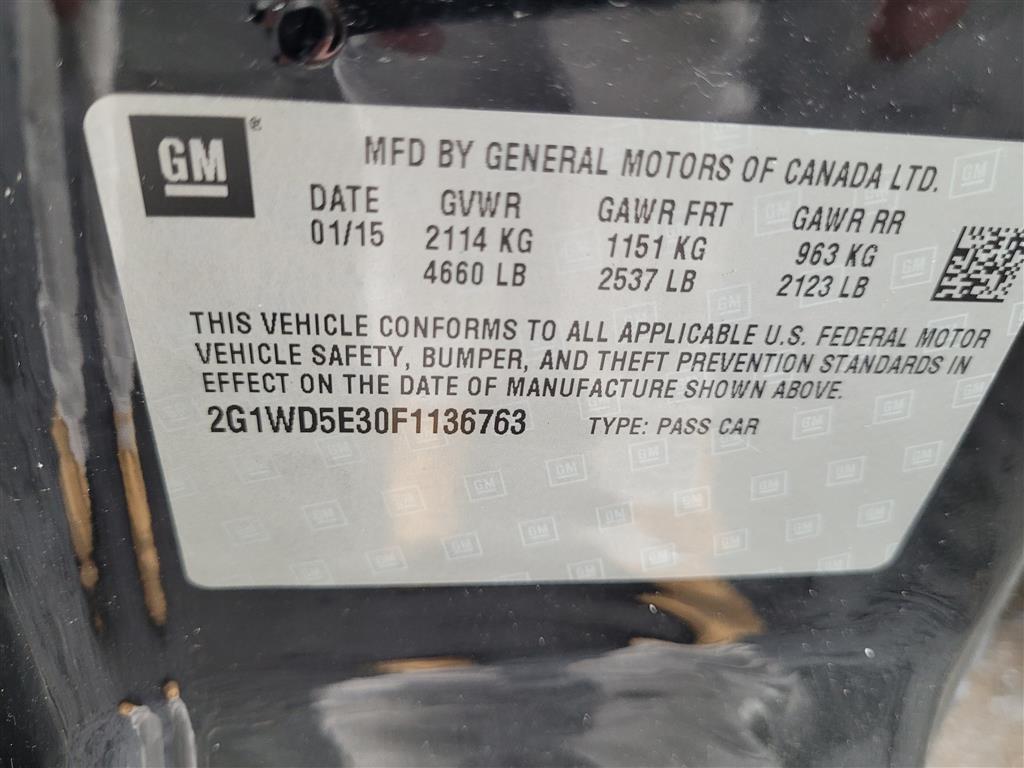 GM ®
MFD BY GENERAL MOTORS OF CANADA LTD.
DATE GVWR GAWR FRT GAWR RR
01/15 2114 KG 1151 KG 963 KG
4660 LB 2537 LB 2123 LB
THIS VEHICLE CONFORMS TO ALL APPLICABLE U.S. FEDERAL MOTOR
VEHICLE SAFETY, BUMPER, AND THEFT PREVENTION STANDARDS IN
EFFECT ON THE DATE OF MANUFACTURE SHOWN ABOVE.
2G1WD5E30F1136763 TYPE: PASS CAR